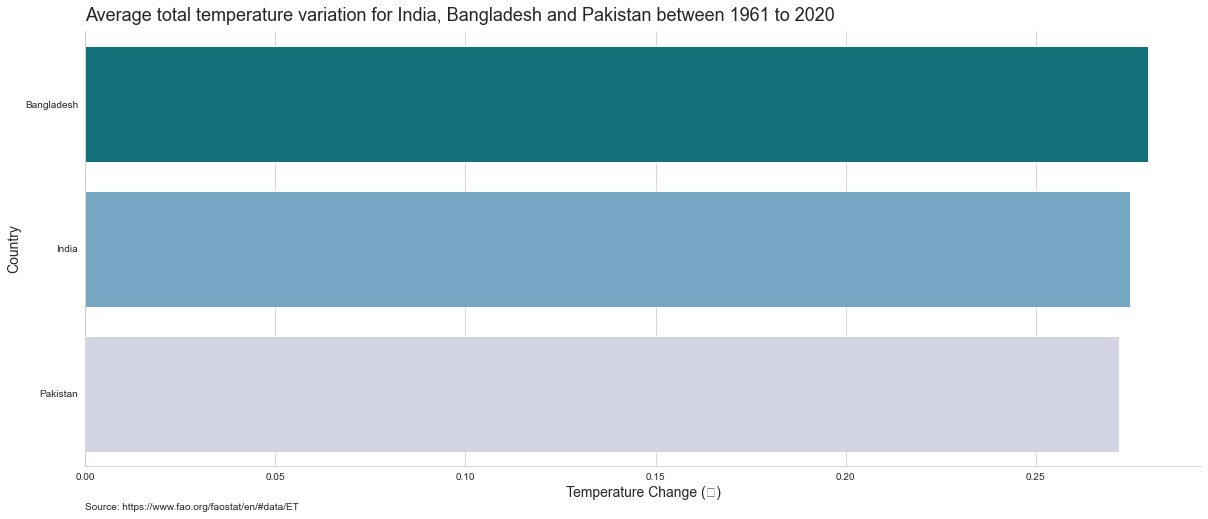 Average total temperature variation for India, Bangladesh and Pakistan between 1961 to 2020
Bangladesh
India
Pakistan
Country
0.00 0.05 0.10 0.15 0.20 0.25
Temperature Change (▯)
Source: https://www.fao.org/faostat/en/#data/ET